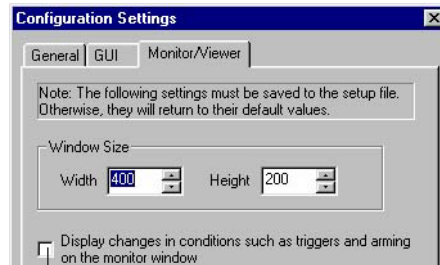 Configuration Settings
General GUI Monitor/Viewer
Note: The following settings must be saved to the setup file.
Otherwise, they will return to their default values.
Window Size
Width 400 Height 200
Display changes in conditions such as triggers and arming
on the monitor window